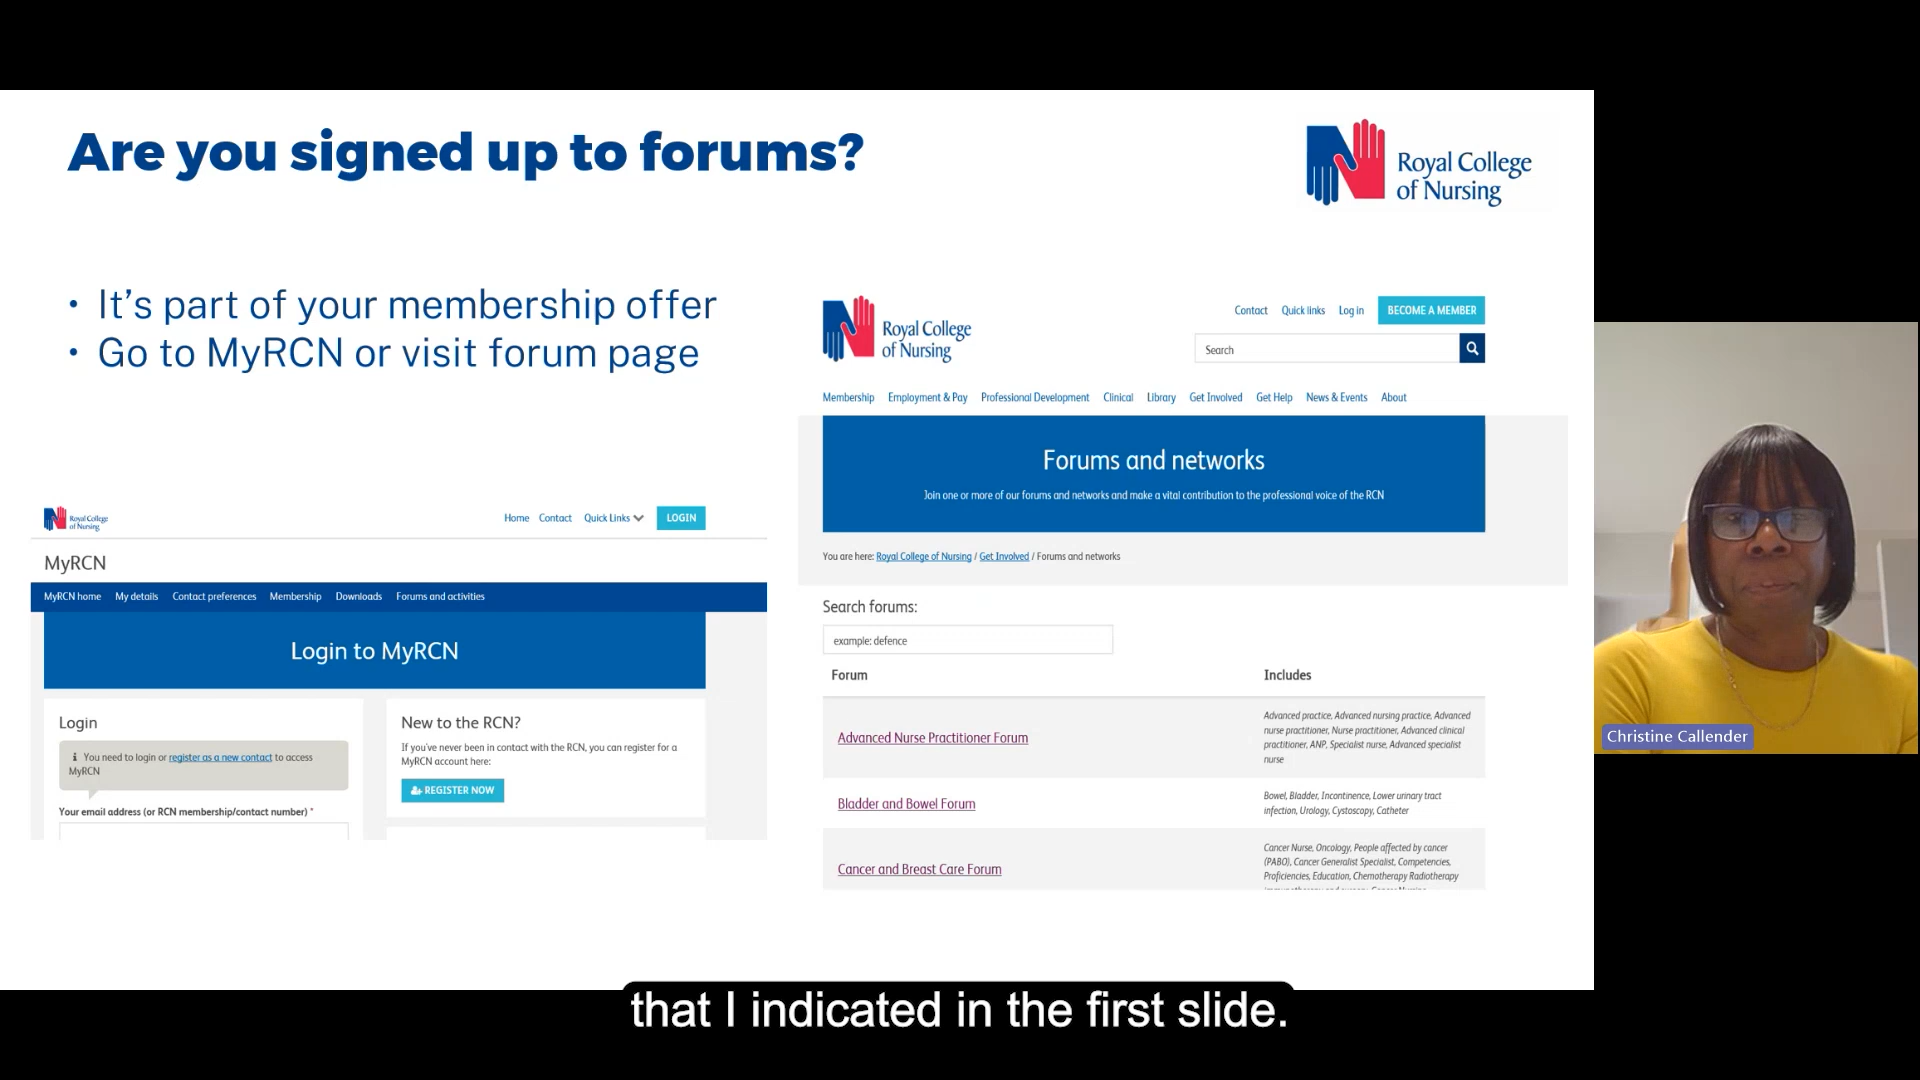 Are you signed up to forums?
Royal College
of Nursing
• It's part of your membership offer
• Go to MyRCN or visit forum page
Royal College
of Nursing
Home Contact Quick Links LOGIN
MyRCN
MyRCN home My details Contact preferences Membership Downloads Forums and activities
Login to MyRCN
Login
You need to login or register as a new contact to access
MyRCN
Your email address (or RCN membership/contact number) *
New to the RCN?
If you've never been in contact with the RCN, you can register for a
MyRCN account here:
REGISTER NOW
Royal College
of Nursing
Contact Quick links Log in BECOME A MEMBER
Search
Membership Employment & Pay Professional Development Clinical Library Get Involved Get Help News & Events About
Forums and networks
Join one or more of our forums and networks and make a vital contribution to the professional voice of the RCN
You are here: Royal College of Nursing / Get Involved / Forums and networks
Search forums:
example: defence
Forum Includes
Advanced Nurse Practitioner Forum
Advanced practice, Advanced nursing practice, Advanced
nurse practitioner, Nurse practitioner, Advanced clinical
practitioner, ANP, Specialist nurse, Advanced specialist
nurse
Bladder and Bowel Forum
Bowel, Bladder, Incontinence, Lower urinary tract
infection, Urology, Cystoscopy, Catheter
Cancer and Breast Care Forum
Cancer Nurse, Oncology, People affected by cancer
(PABO), Cancer Generalist Specialist, Competencies,
Proficiencies, Education, Chemotherapy Radiotherapy
Christine Callender
that I indicated in the first slide.